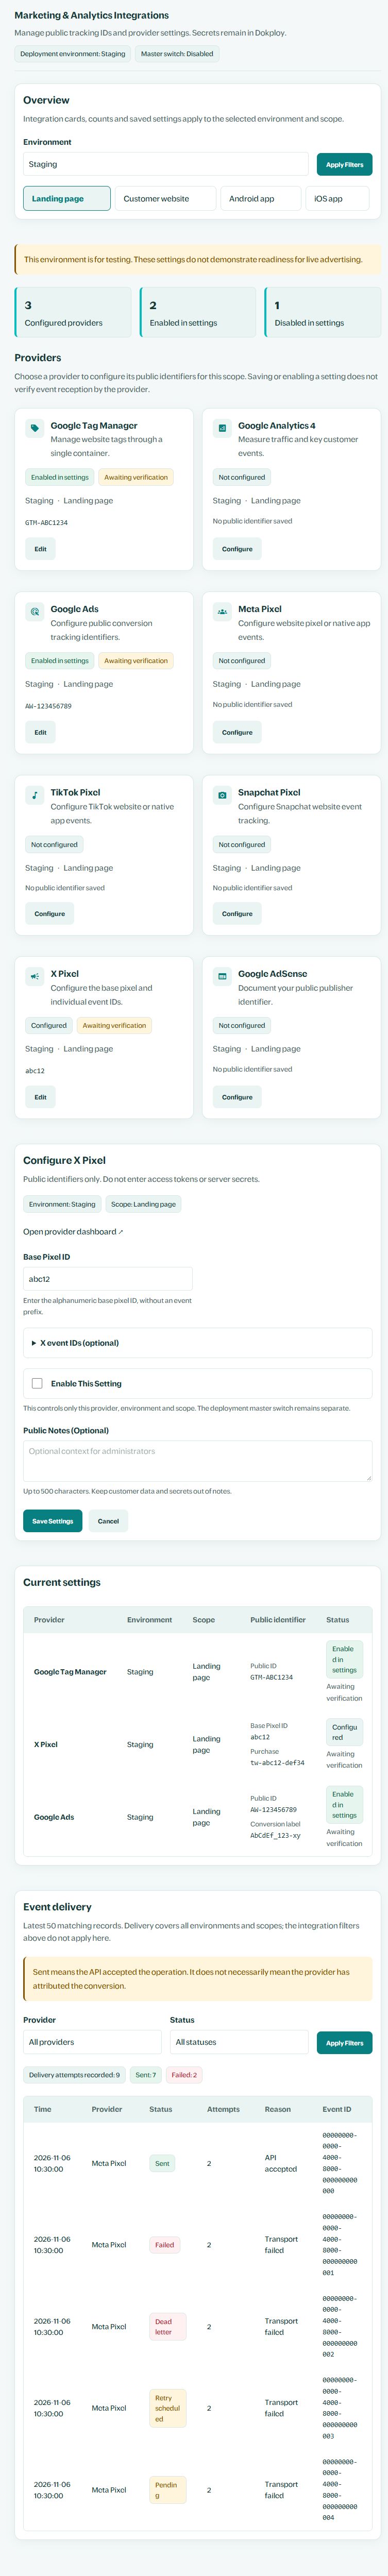 Marketing & Analytics Integrations
Manage public tracking IDs and provider settings. Secrets remain in Dokploy.
Deployment environment: Staging
Master switch: Disabled
Overview
Integration cards, counts and saved settings apply to the selected environment and scope.
Environment
Staging
Apply Filters
Landing page
Customer website
Android app
iOS app
This environment is for testing. These settings do not demonstrate readiness for live advertising.
3
Configured providers
2
Enabled in settings
1
Disabled in settings
Providers
Choose a provider to configure its public identifiers for this scope. Saving or enabling a setting does not
verify event reception by the provider.
Google Tag Manager
Manage website tags through a
single container.
Enabled in settings
Awaiting verification
Staging · Landing page
GTM-ABC1234
Edit
Google Analytics 4
Measure traffic and key customer
events.
Not configured
Staging · Landing page
No public identifier saved
Configure
Google Ads
Configure public conversion
tracking identifiers.
Enabled in settings
Awaiting verification
Staging · Landing page
AW-123456789
Edit
Meta Pixel
Configure website pixel or native app
events.
Not configured
Staging · Landing page
No public identifier saved
Configure
TikTok Pixel
Configure TikTok website or native
app events.
Not configured
Staging · Landing page
No public identifier saved
Configure
Snapchat Pixel
Configure Snapchat website event
tracking.
Not configured
Staging · Landing page
No public identifier saved
Configure
X Pixel
Configure the base pixel and
individual event IDs.
Configured
Awaiting verification
Staging · Landing page
abc12
Edit
Google AdSense
Document your public publisher
identifier.
Not configured
Staging · Landing page
No public identifier saved
Configure
Configure X Pixel
Public identifiers only. Do not enter access tokens or server secrets.
Environment: Staging
Scope: Landing page
Open provider dashboard ↗
Base Pixel ID
abc12
Enter the alphanumeric base pixel ID, without an event
prefix.
▶ X event IDs (optional)
Enable This Setting
This controls only this provider, environment and scope. The deployment master switch remains separate.
Public Notes (Optional)
Optional context for administrators
Up to 500 characters. Keep customer data and secrets out of notes.
Save Settings
Cancel
Current settings
Provider Environment Scope Public identifier Status
Google Tag Manager
Staging
Landing
page
Public ID
GTM-ABC1234
Enable
d in
settings
Awaiting
verification
X Pixel
Staging
Landing
page
Base Pixel ID
abc12
Purchase
tw-abc12-def34
Configu
red
Awaiting
verification
Google Ads
Staging
Landing
page
Public ID
AW-123456789
Conversion label
AbCdEf_123-xy
Enable
d in
settings
Awaiting
verification
Event delivery
Latest 50 matching records. Delivery covers all environments and scopes; the integration filters
above do not apply here.
Sent means the API accepted the operation. It does not necessarily mean the provider has
attributed the conversion.
Provider
All providers
Status
All statuses
Apply Filters
Delivery attempts recorded: 9
Sent: 7
Failed: 2
Time Provider Status Attempts Reason Event ID
2026-11-06
10:30:00
Meta Pixel
Sent
2
API
accepted
00000000-
0000-
4000-
8000-
000000000
000
2026-11-06
10:30:00
Meta Pixel
Failed
2
Transport
failed
00000000-
0000-
4000-
8000-
000000000
001
2026-11-06
10:30:00
Meta Pixel
Dead
letter
2
Transport
failed
00000000-
0000-
4000-
8000-
000000000
002
2026-11-06
10:30:00
Meta Pixel
Retry
schedul
ed
2
Transport
failed
00000000-
0000-
4000-
8000-
000000000
003
2026-11-06
10:30:00
Meta Pixel
Pendin
g
2
Transport
failed
00000000-
0000-
4000-
8000-
000000000
004